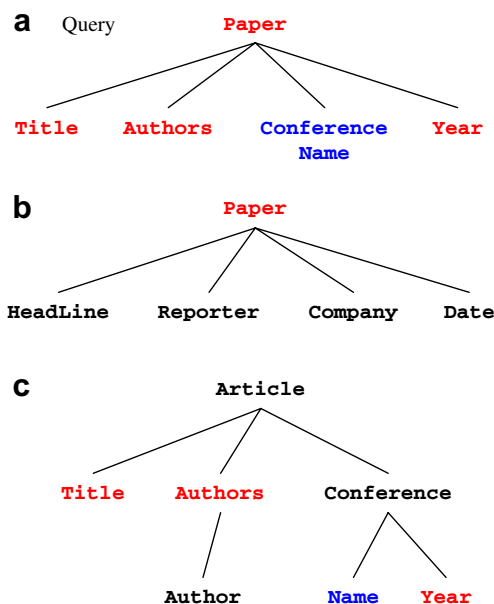 a Query Paper
Title Authors Conference Year
Name
b
Paper
HeadLine Reporter Company Date
c
Article
Title Authors Conference
Author Name Year